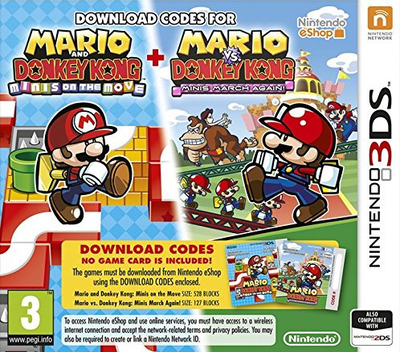 DOWNLOAD CODES FOR
MARIO
AND
DONKEY KONG
MINIS ON THE MOVE
+
MARIO
VS.
DONKEY KONG
MINIS MARCH AGAIN!
Nintendo
eShop
NINTENDO
NETWORK
NINTENDO 3DS
DOWNLOAD CODES
NO GAME CARD IS INCLUDED!
The games must be downloaded from Nintendo eShop
using the DOWNLOAD CODES enclosed.
Mario and Donkey Kong: Minis on the Move SIZE: 528 BLOCKS
Mario vs. Donkey Kong: Minis March Again! SIZE: 127 BLOCKS
3
www.pegi.info
To access Nintendo eShop and use online services, you must have access to a wireless
internet connection and accept the network-related terms and privacy policies. You may
also be required to create or link a Nintendo Network ID.
Nintendo
ALSO
COMPATIBLE
WITH
NINTENDO 2DS